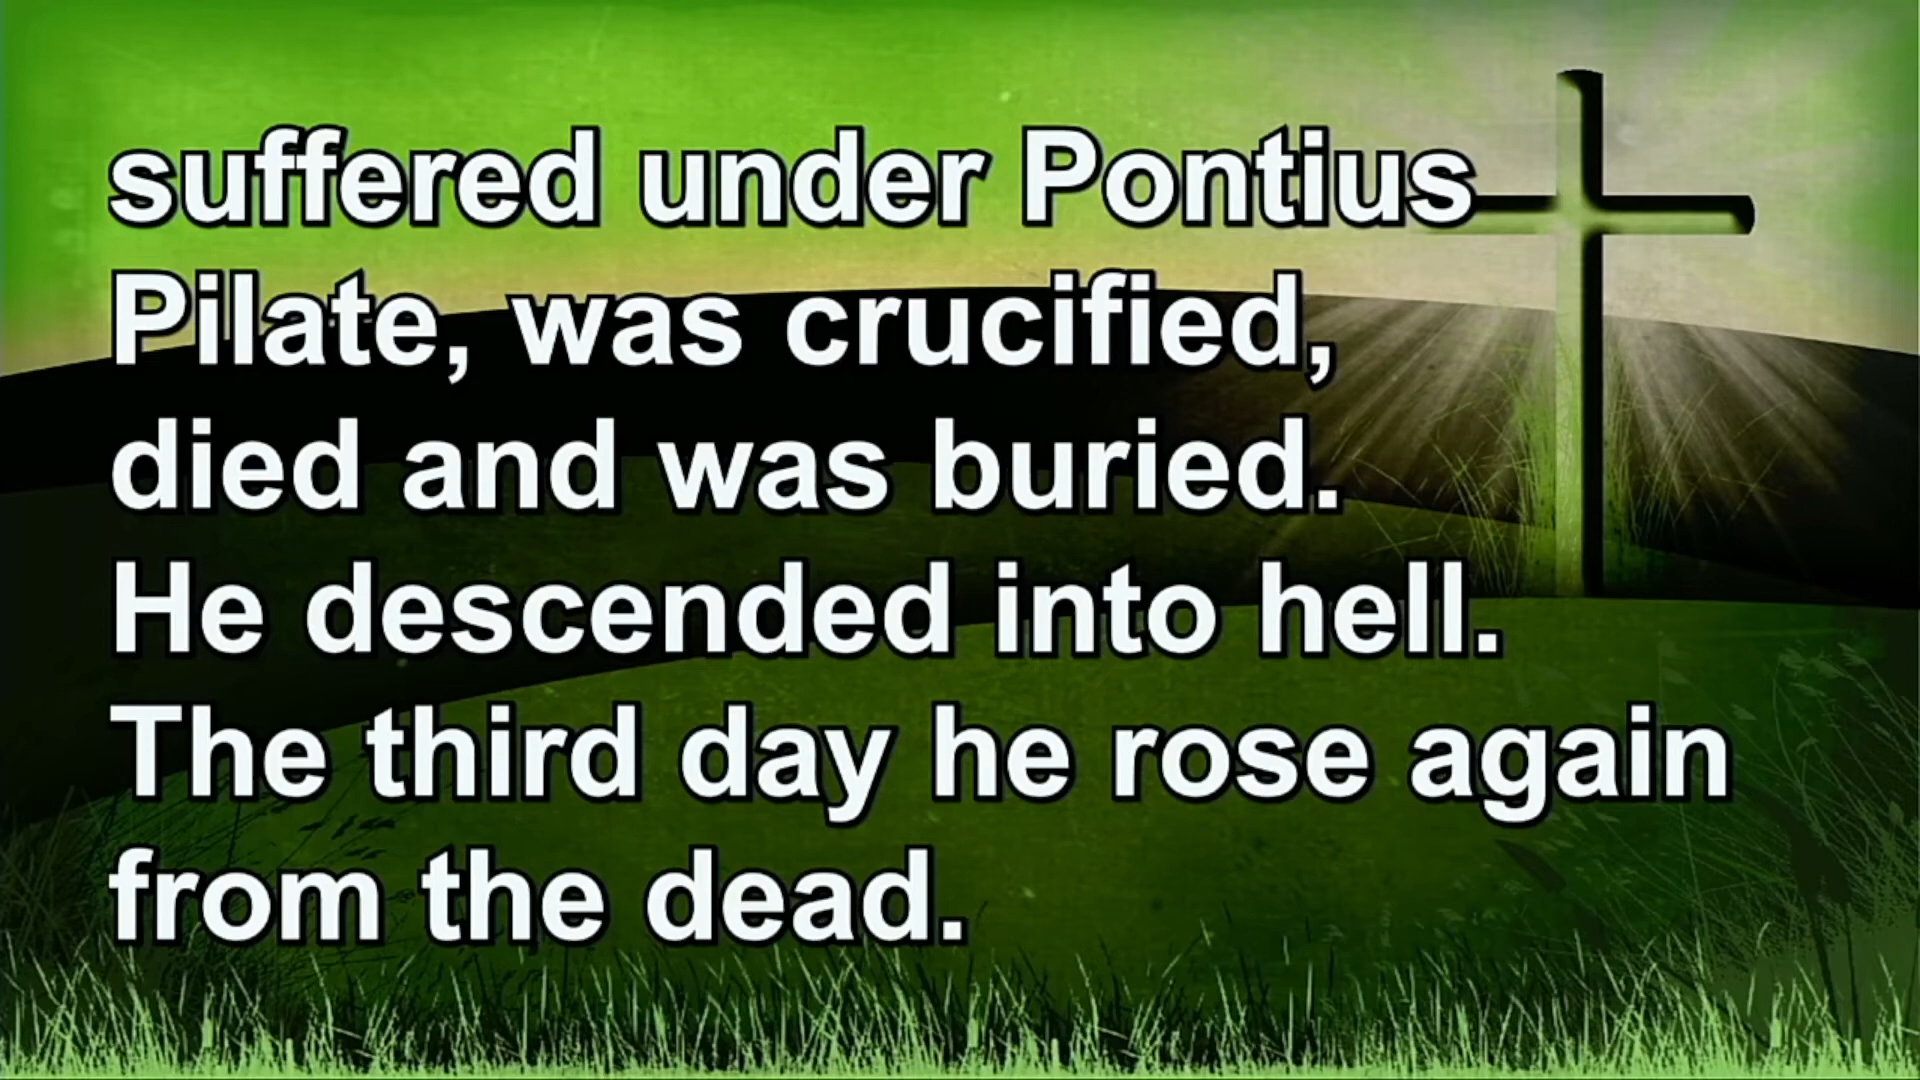 suffered under Pontius
Pilate, was crucified,
died and was buried.
He descended into hell.
The third day he rose again
from the dead.